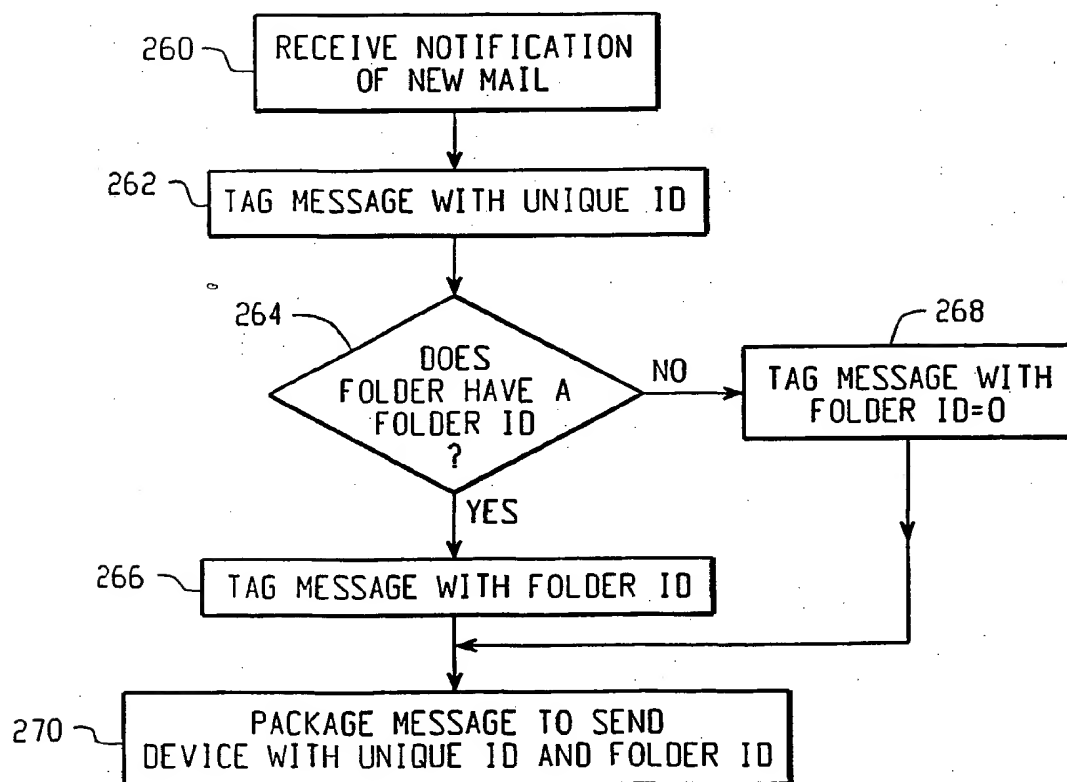 260
RECEIVE NOTIFICATION
OF NEW MAIL
262
TAG MESSAGE WITH UNIQUE ID
264
DOES
FOLDER HAVE A
FOLDER ID
?
NO
268
TAG MESSAGE WITH
FOLDER ID=0
YES
266
TAG MESSAGE WITH FOLDER ID
270
PACKAGE MESSAGE TO SEND
DEVICE WITH UNIQUE ID AND FOLDER ID